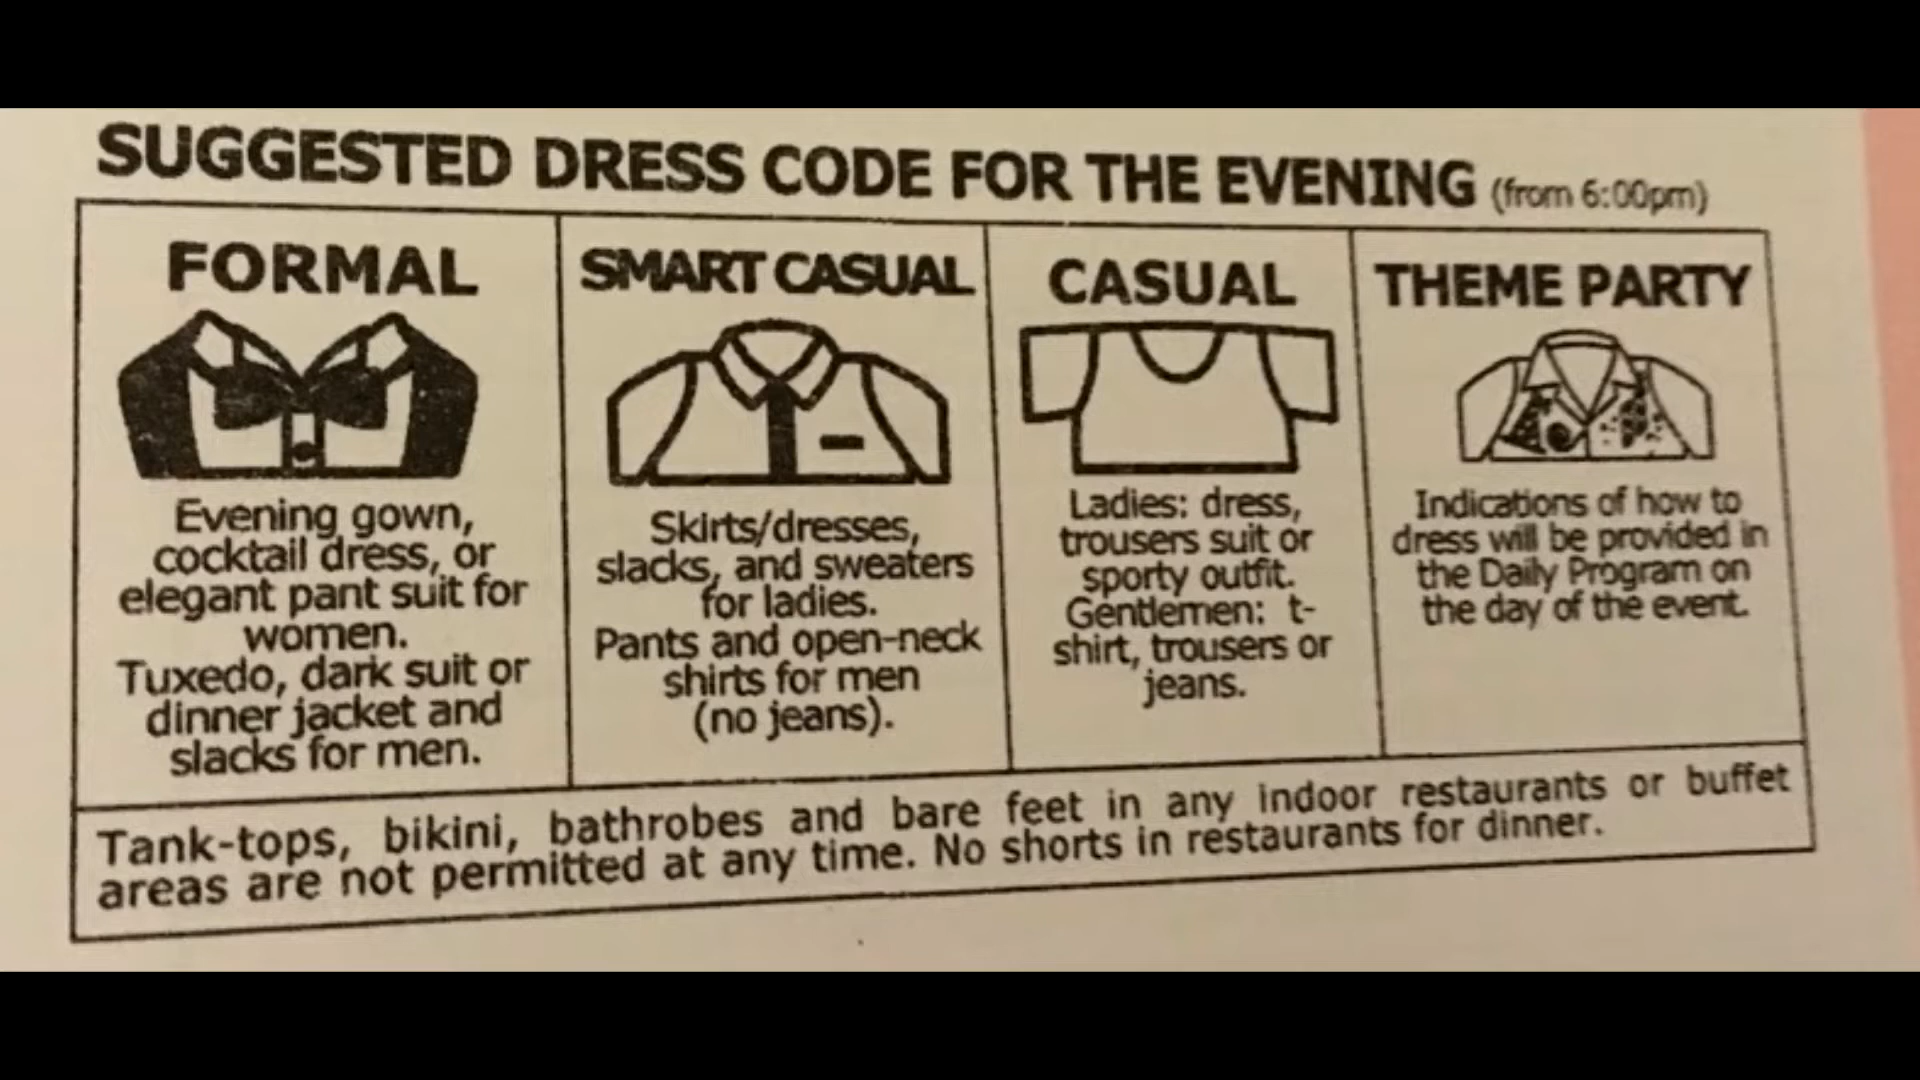 SUGGESTED DRESS CODE FOR THE EVENING (from 6:00pm)
FORMAL
Evening gown,
cocktail dress, or
elegant pant suit for
women.
Tuxedo, dark suit or
dinner jacket and
slacks for men.
SMART CASUAL
Skirts/dresses,
slacks, and sweaters
for ladies.
Pants and open-neck
shirts for men
(no jeans).
CASUAL
Ladies: dress,
trousers suit or
sporty outfit.
Gentlemen: t-
shirt, trousers or
jeans.
THEME PARTY
Indications of how to
dress will be provided in
the Daily Program on
the day of the event.
Tank-tops, bikini, bathrobes and bare feet in any indoor restaurants or buffet
areas are not permitted at any time. No shorts in restaurants for dinner.